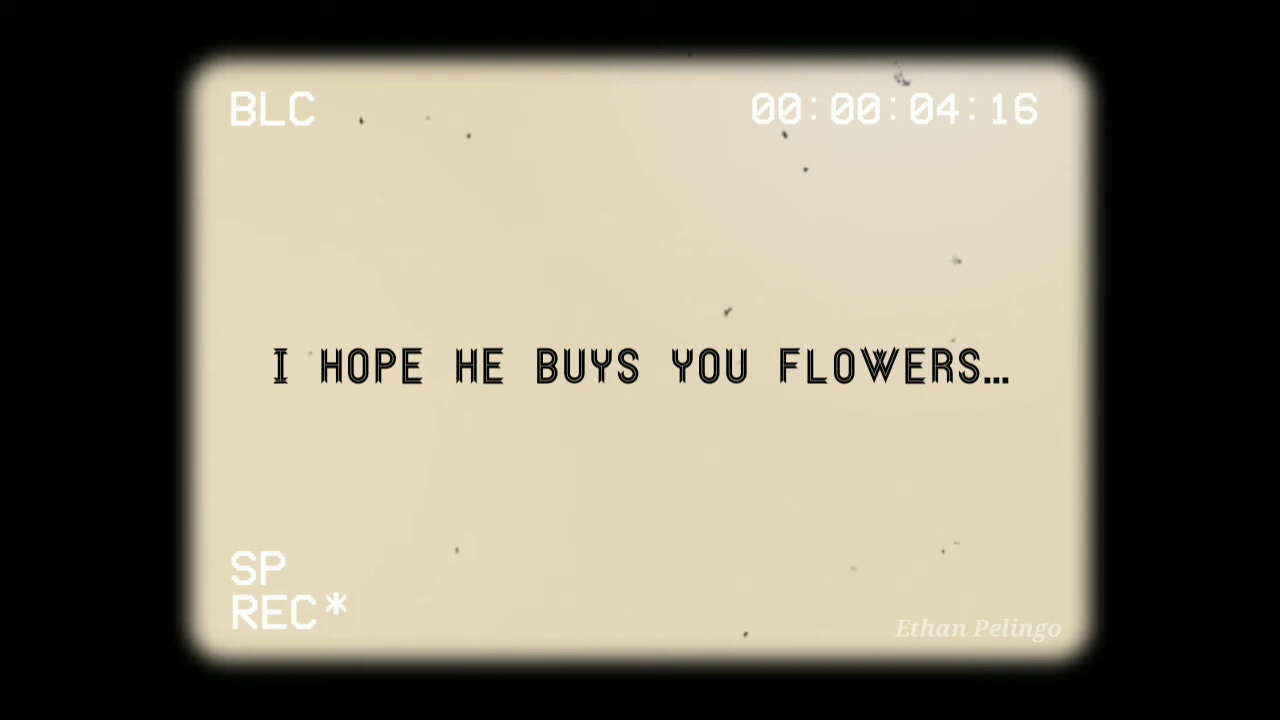 BLC
00:00:04:16
I HOPE HE BUYS YOU FLOWERS...
SP
REC*
Ethan Pelingo